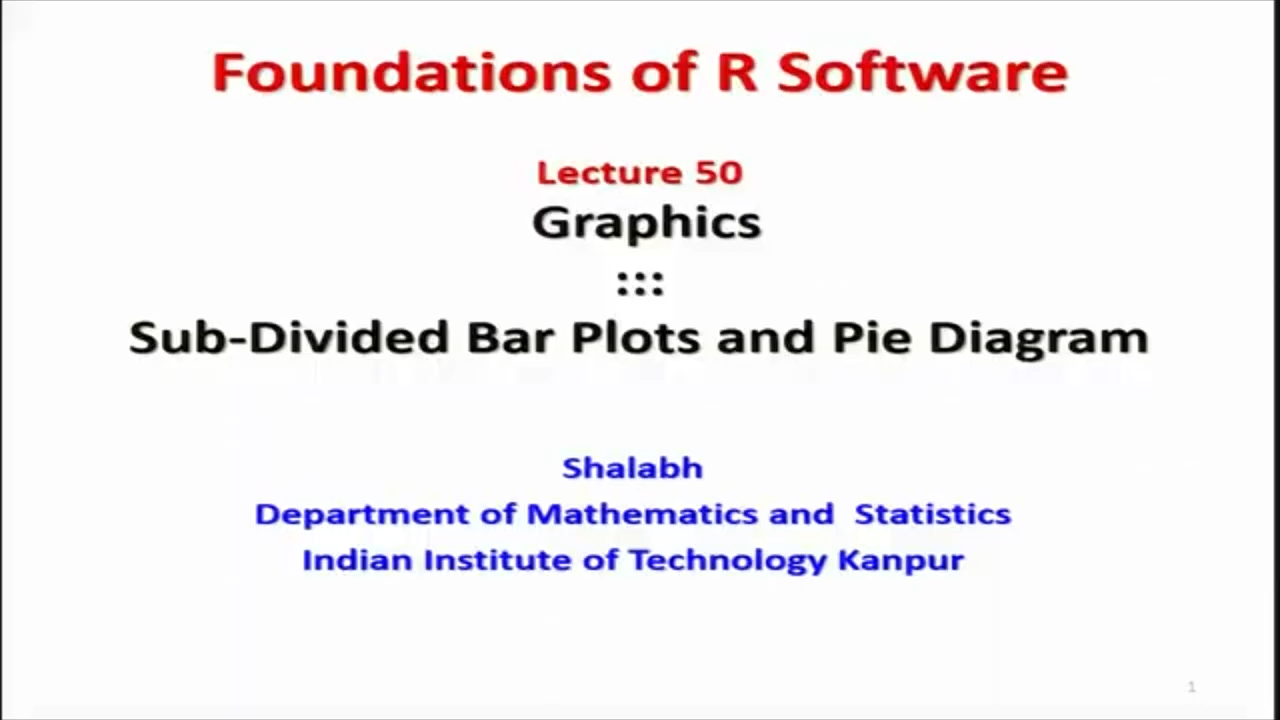 Foundations of R Software
Lecture 50
Graphics
:::
Sub-Divided Bar Plots and Pie Diagram
Shalabh
Department of Mathematics and Statistics
Indian Institute of Technology Kanpur
1